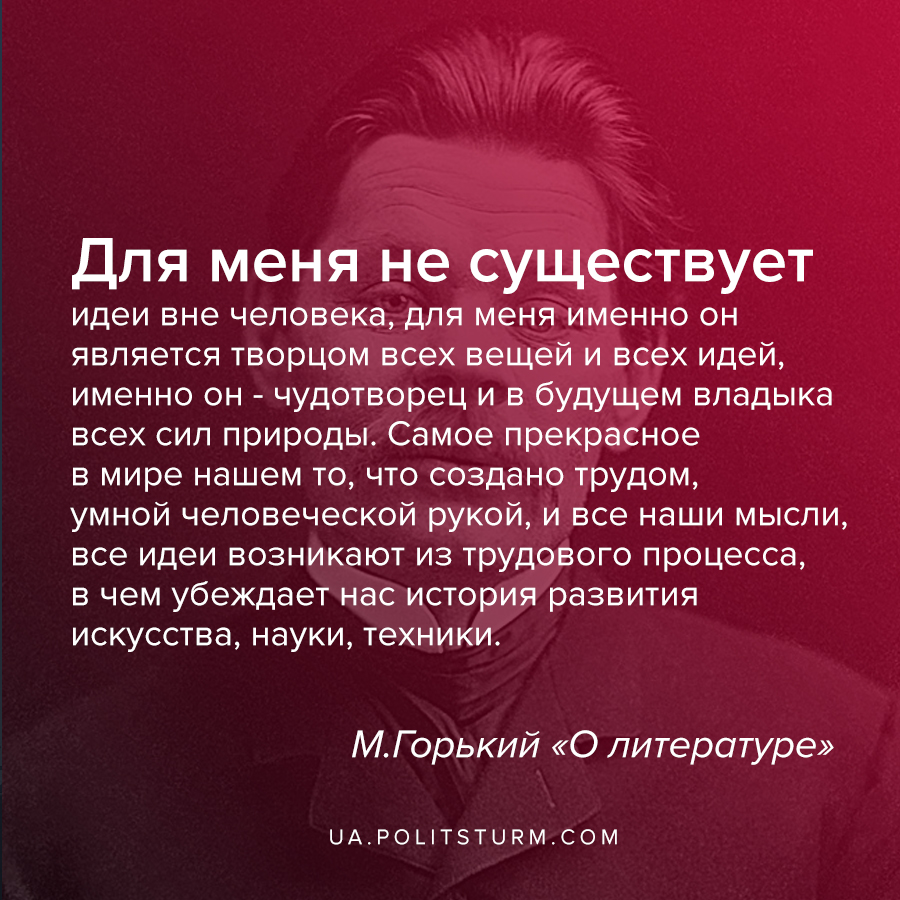 Для меня не существует
идеи вне человека, для меня именно он
является творцом всех вещей и всех идей,
именно он - чудотворец и в будущем владыка
всех сил природы. Самое прекрасное
в мире нашем то, что создано трудом,
умной человеческой рукой, и все наши мысли,
все идеи возникают из трудового процесса,
в чем убеждает нас история развития
искусства, науки, техники.
М.Горький «О литературе»
UA.POLITSTURM.COM